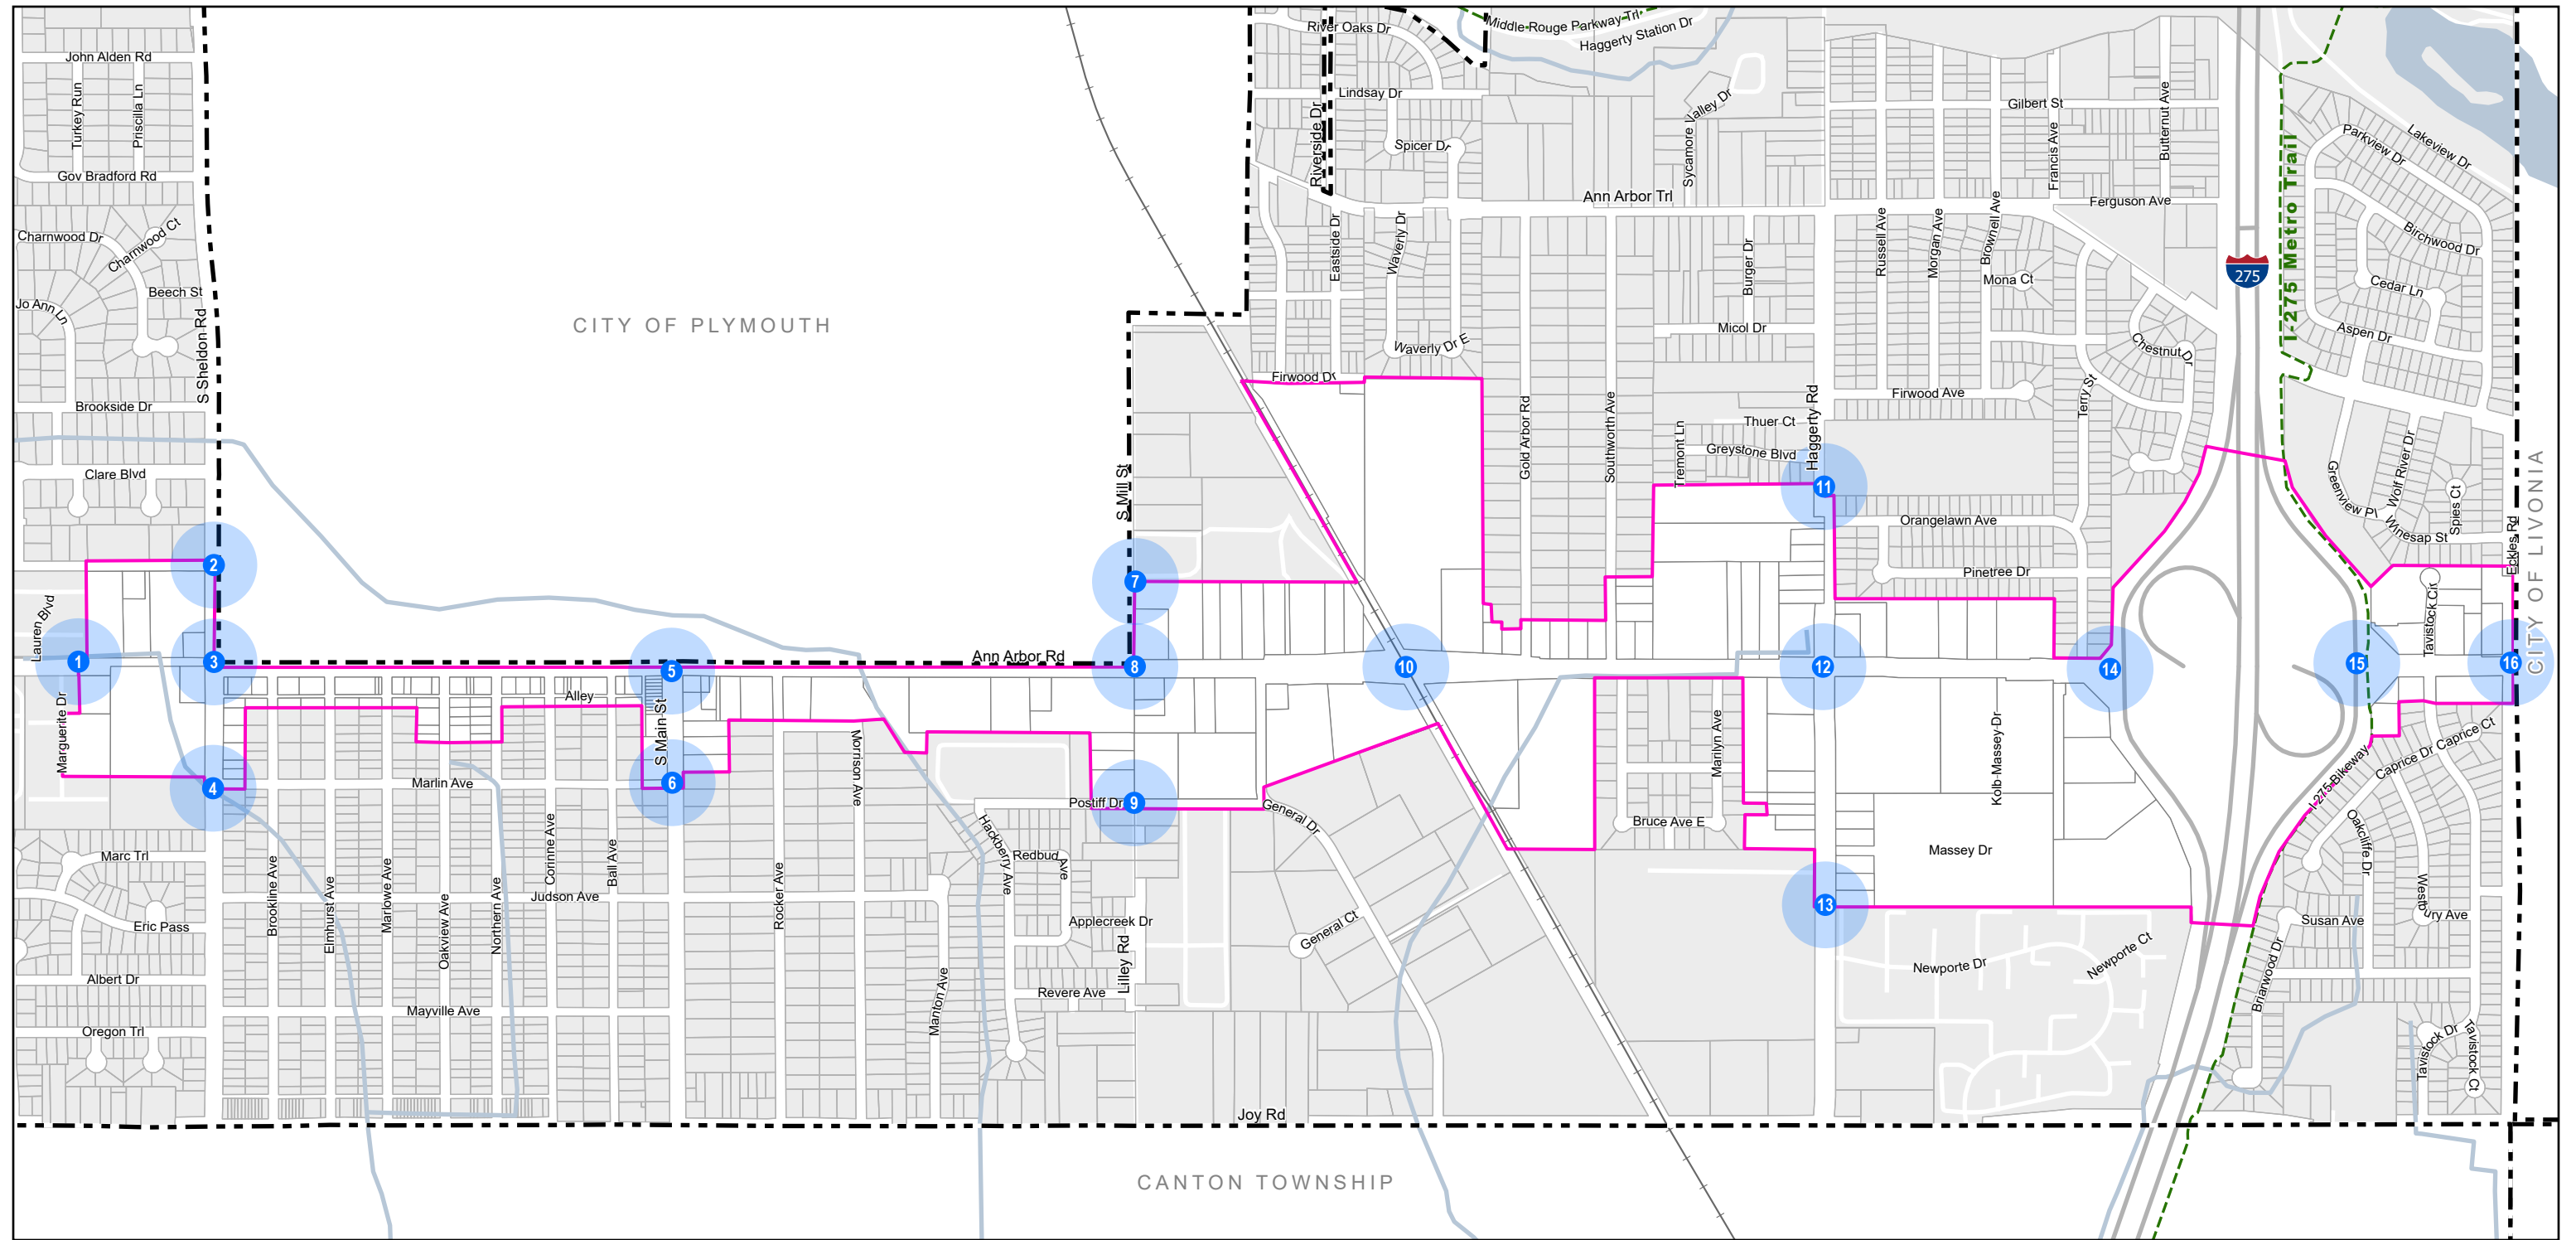 River Oaks Dr
Middle Rouge Parkway Trl
Haggerty Station Dr
John Alden Rd
Turkey Run
Priscilla Ln
Lindsay Dr
Riverside Dr
Spicer Dr
Sycamore Valley Dr
Gilbert St
Francis Ave
Butternut Ave
Parkview Dr
Lakeview Dr
I-275 Metro Trail
Gov Bradford Rd
Ann Arbor Trl
Ferguson Ave
Charnwood Dr
Charnwood Ct
Eastside Dr
Waverly Dr
Burger Dr
Russell Ave
Morgan Ave
Brownell Ave
Mona Ct
Birchwood Dr
275
Beech St
Jo Ann Ln
S Sheldon Rd
CITY OF PLYMOUTH
Cedar Ln
Micol Dr
Waverly Dr E
Chestnut Dr
Aspen Dr
Firwood Dr
Firwood Ave
Terry St
Brookside Dr
Gold Arbor Rd
Southworth Ave
Tremont Ln
Thuer Ct
Greystone Blvd
Haggerty Rd
Clare Blvd
S Mill St
11
Greenview Pl
Wolf River Dr
Spies Ct
Winesap St
Eckles Rd
CITY OF LIVONIA
Orangelawn Ave
Pinetree Dr
2
7
Lauren Blvd
Tavistock Cir
1
3
5
Ann Arbor Rd
8
10
12
14
15
16
Marguerite Dr
Alley
S Main St
Morrison Ave
Marilyn Ave
Kolb-Massey Dr
Caprice Dr
Caprice Ct
I-275 Bikeway
4
Marlin Ave
6
Postiff Dr
9
General Dr
Bruce Ave E
Oakcliffe Dr
Massey Dr
Marc Trl
Brookline Ave
Elmhurst Ave
Marlowe Ave
Oakview Ave
Northern Ave
Corinne Ave
Ball Ave
Judson Ave
Rocker Ave
Hackberry Ave
Redbud Ave
Applecreek Dr
Lilley Rd
General Ct
13
Westbury Ave
Susan Ave
Eric Pass
Newporte Dr
Newporte Ct
Briarwood Dr
Albert Dr
Manton Ave
Revere Ave
Mayville Ave
Oregon Trl
Tavistock Dr
Tavistock Ct
Joy Rd
CANTON TOWNSHIP